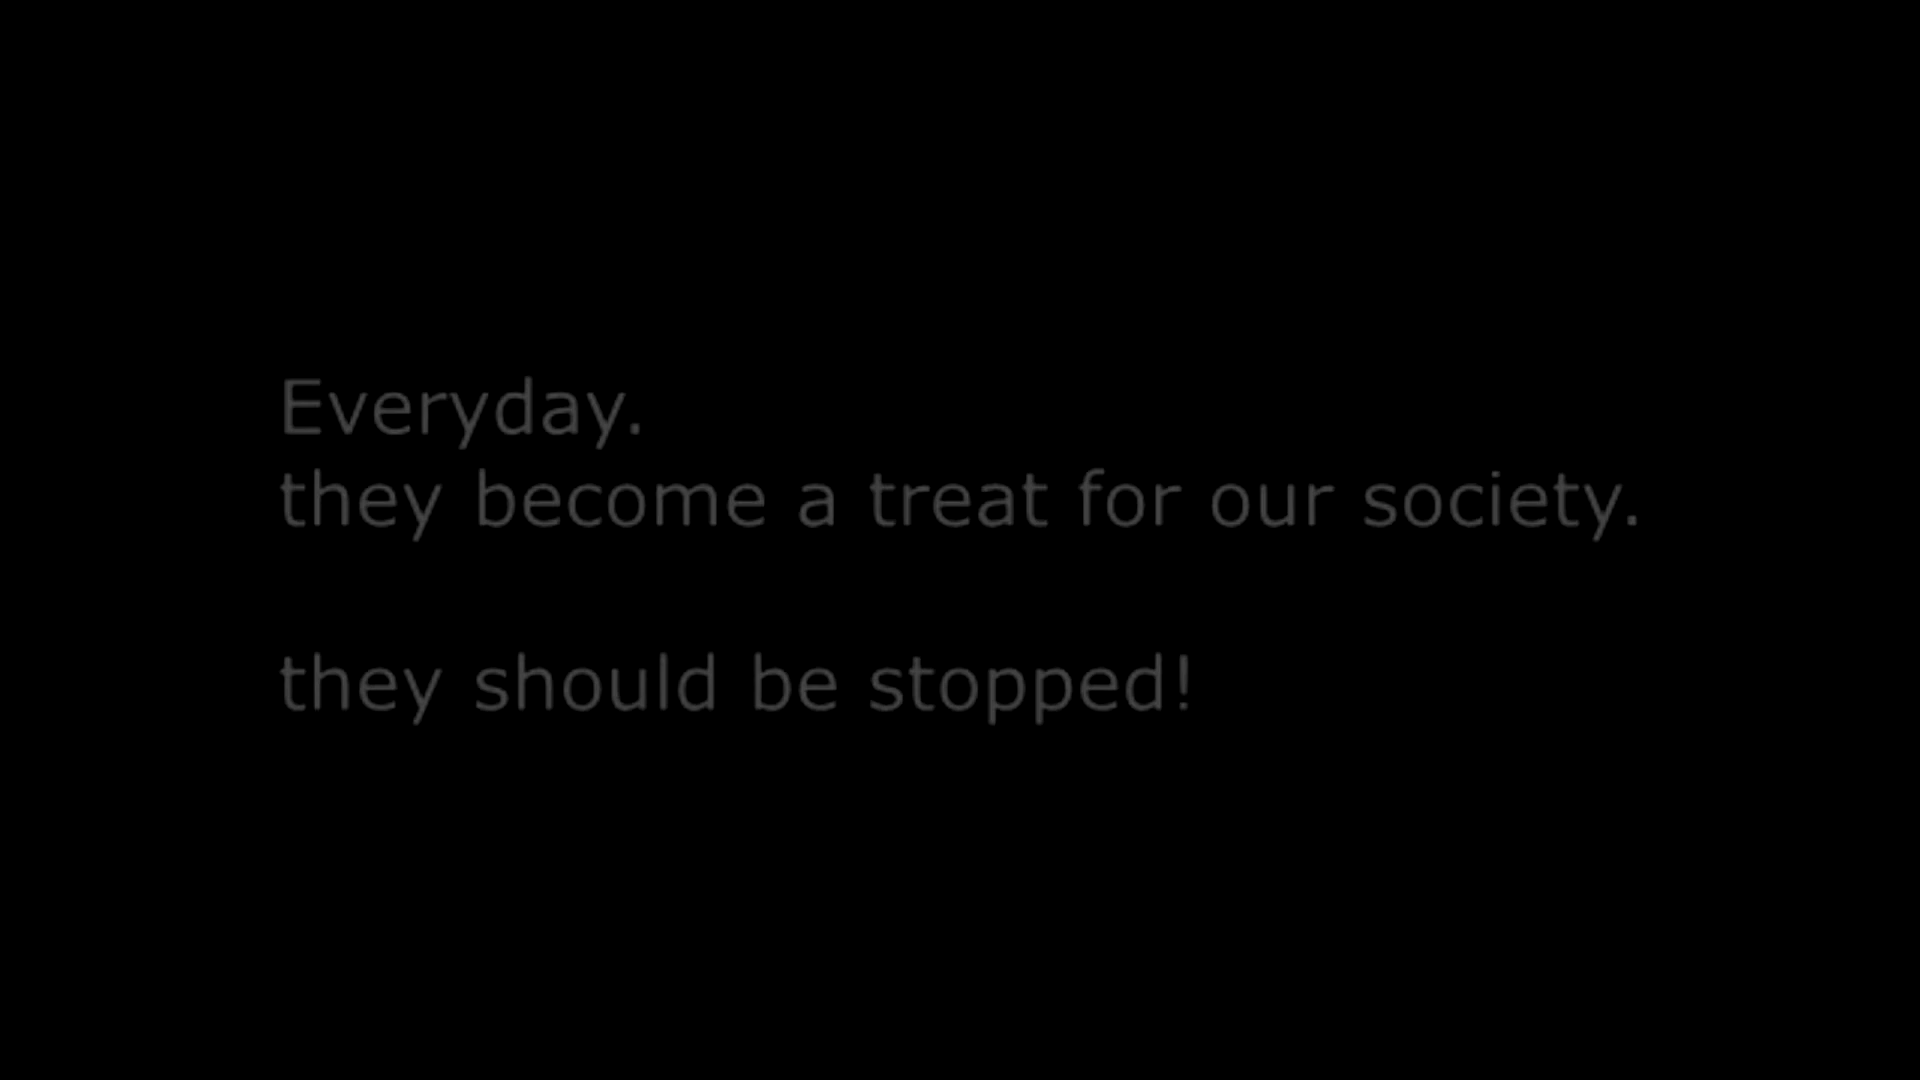 Everyday.
they become a treat for our society.
they should be stopped!